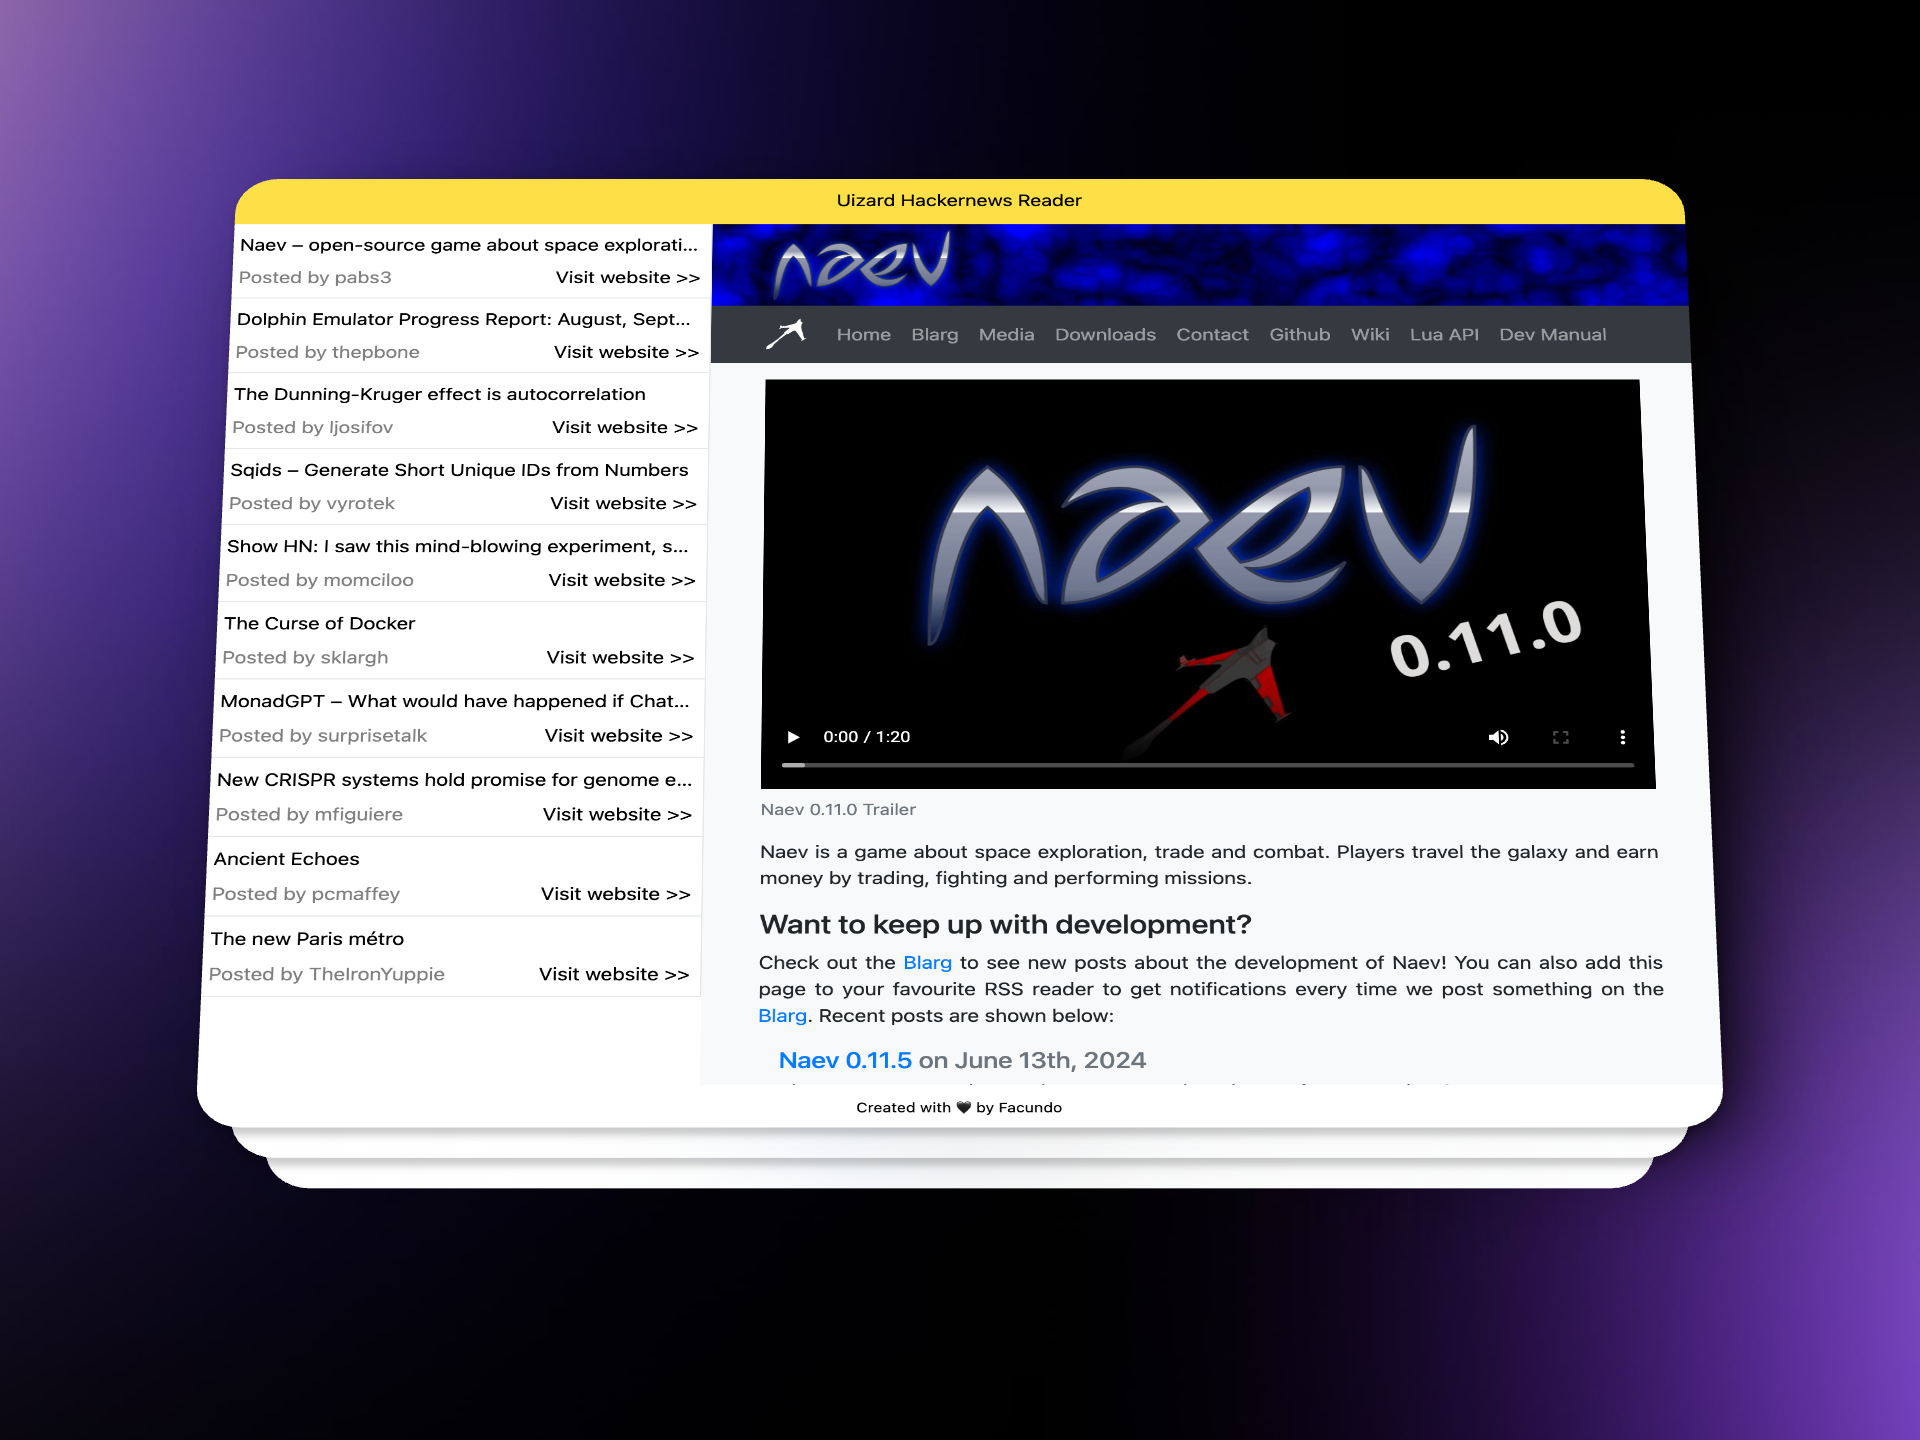 Uizard Hackernews Reader
Naev – open-source game about space explorati...
Posted by pabs3 Visit website >>
Dolphin Emulator Progress Report: August, Sept...
Posted by thepbone Visit website >>
The Dunning-Kruger effect is autocorrelation
Posted by ljosifov Visit website >>
Sqids – Generate Short Unique IDs from Numbers
Posted by vyrotek Visit website >>
Show HN: I saw this mind-blowing experiment, s...
Posted by momciloo Visit website >>
The Curse of Docker
Posted by sklargh Visit website >>
MonadGPT – What would have happened if Chat...
Posted by surprisetalk Visit website >>
New CRISPR systems hold promise for genome e...
Posted by mfiguiere Visit website >>
Ancient Echoes
Posted by pcmaffey Visit website >>
The new Paris métro
Posted by TheIronYuppie Visit website >>
naev
Home Blarg Media Downloads Contact Github Wiki Lua API Dev Manual
naev
0.11.0
0:00 / 1:20
Naev 0.11.0 Trailer
Naev is a game about space exploration, trade and combat. Players travel the galaxy and earn
money by trading, fighting and performing missions.
Want to keep up with development?
Check out the Blarg to see new posts about the development of Naev! You can also add this
page to your favourite RSS reader to get notifications every time we post something on the
Blarg. Recent posts are shown below:
Naev 0.11.5 on June 13th, 2024
Created with 🖤 by Facundo